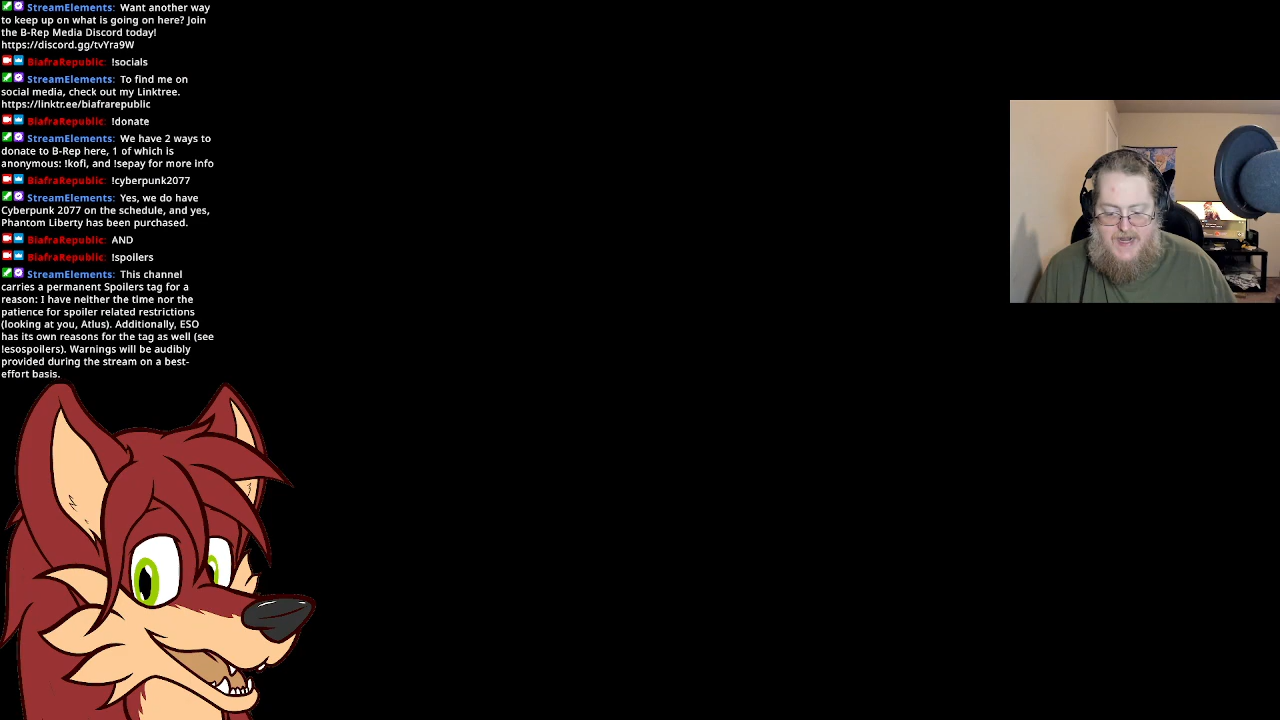 StreamElements: Want another way
to keep up on what is going on here? Join
the B-Rep Media Discord today!
https://discord.gg/tvYra9W
BiafraRepublic: !socials
StreamElements: To find me on
social media, check out my Linktree.
https://linktr.ee/biafrarepublic
BiafraRepublic: !donate
StreamElements: We have 2 ways to
donate to B-Rep here, 1 of which is
anonymous: !kofi, and !sepay for more info
BiafraRepublic: !cyberpunk2077
StreamElements: Yes, we do have
Cyberpunk 2077 on the schedule, and yes,
Phantom Liberty has been purchased.
BiafraRepublic: AND
BiafraRepublic: !spoilers
StreamElements: This channel
carries a permanent Spoilers tag for a
reason: I have neither the time nor the
patience for spoiler related restrictions
(looking at you, Atlus). Additionally, ESO
has its own reasons for the tag as well (see
!esospoilers). Warnings will be audibly
provided during the stream on a best-
effort basis.